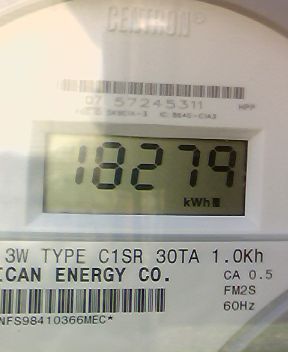 CENTRON®
07 57245311 HPP
18279
kWh
3W TYPE C1SR 30TA 1.0Kh
ICAN ENERGY CO. CA 0.5
FM2S
60Hz
NFS98410366MEC*